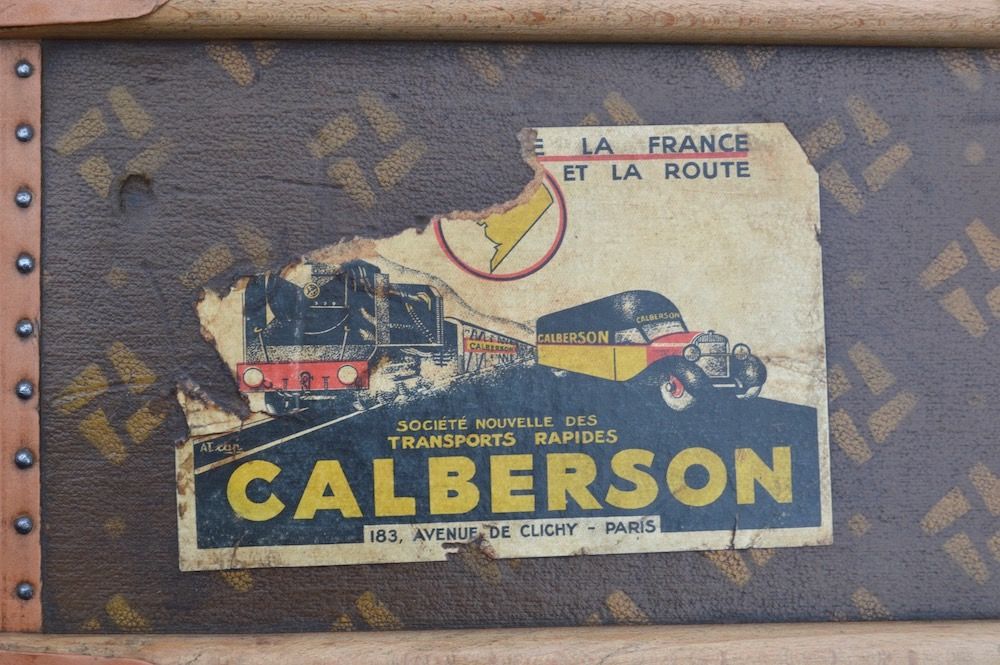 LA FRANCE
ET LA ROUTE
CALBERSON
CALBERSON
CALBERSON
SOCIÉTÉ NOUVELLE DES
TRANSPORTS RAPIDES
CALBERSON
183, AVENUE DE CLICHY - PARIS